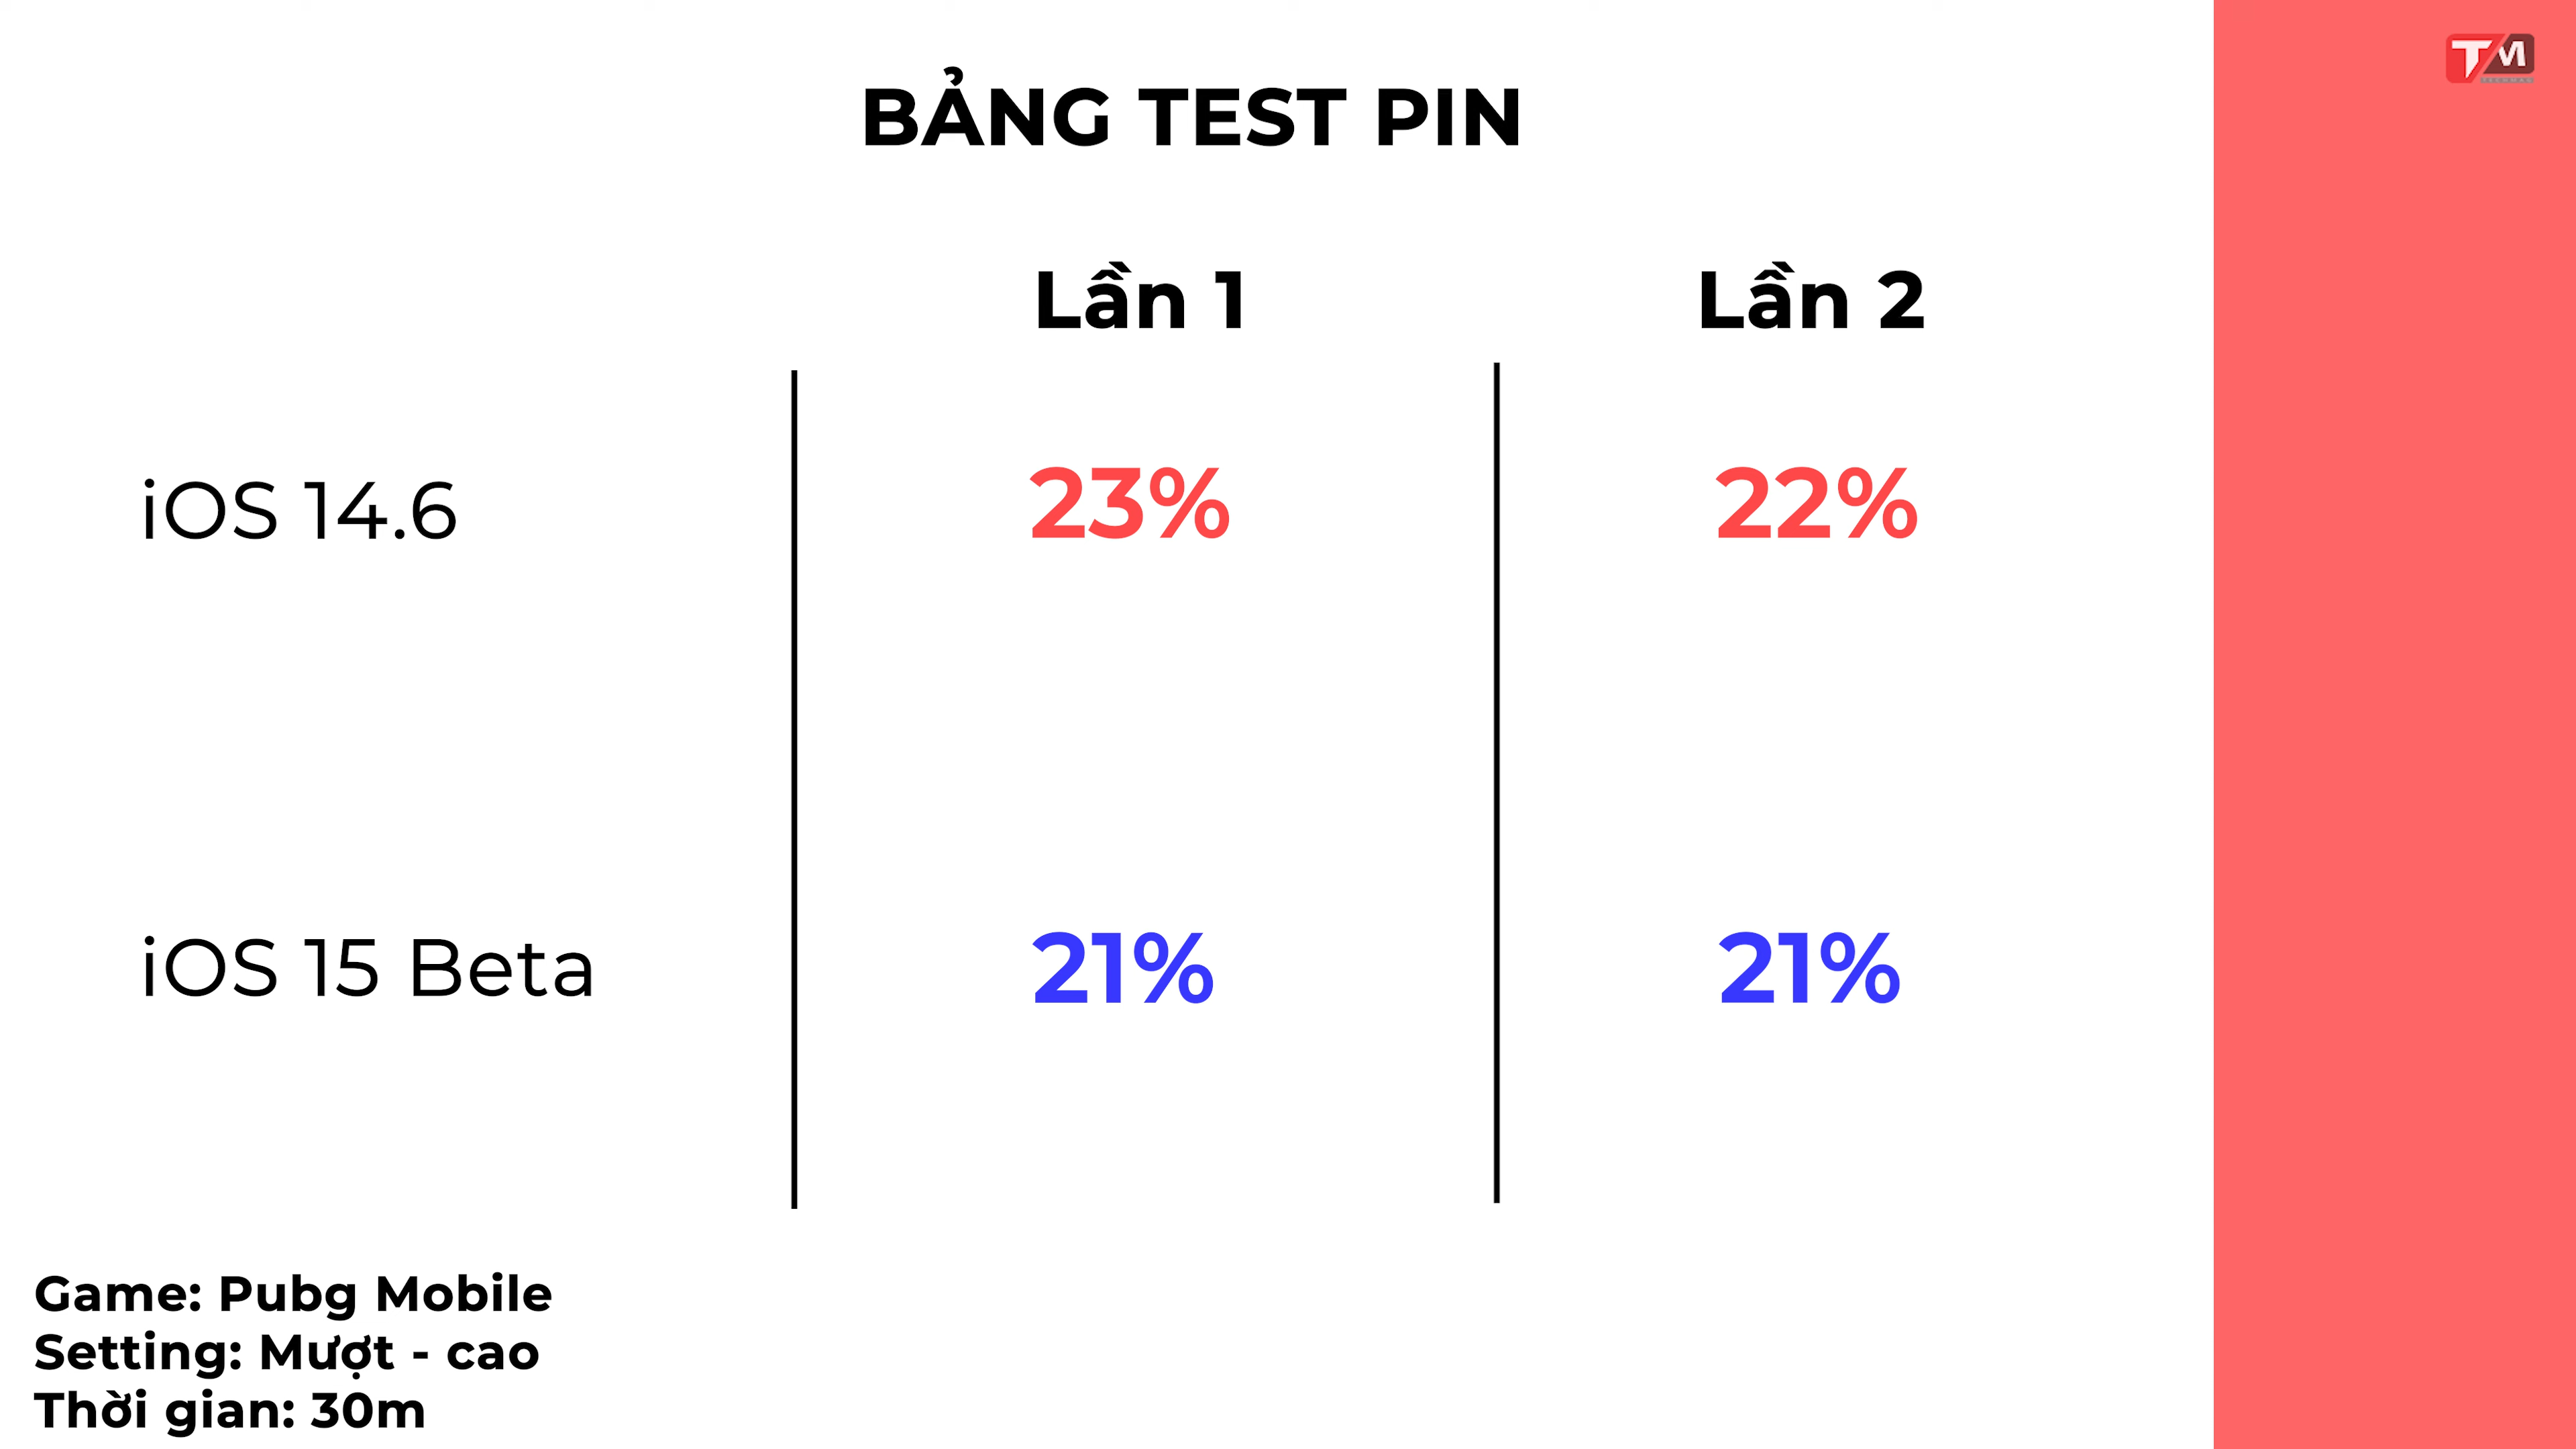 TM
BẢNG TEST PIN
Lần 1 Lần 2
iOS 14.6 23% 22%
iOS 15 Beta 21% 21%
Game: Pubg Mobile
Setting: Mượt - cao
Thời gian: 30m